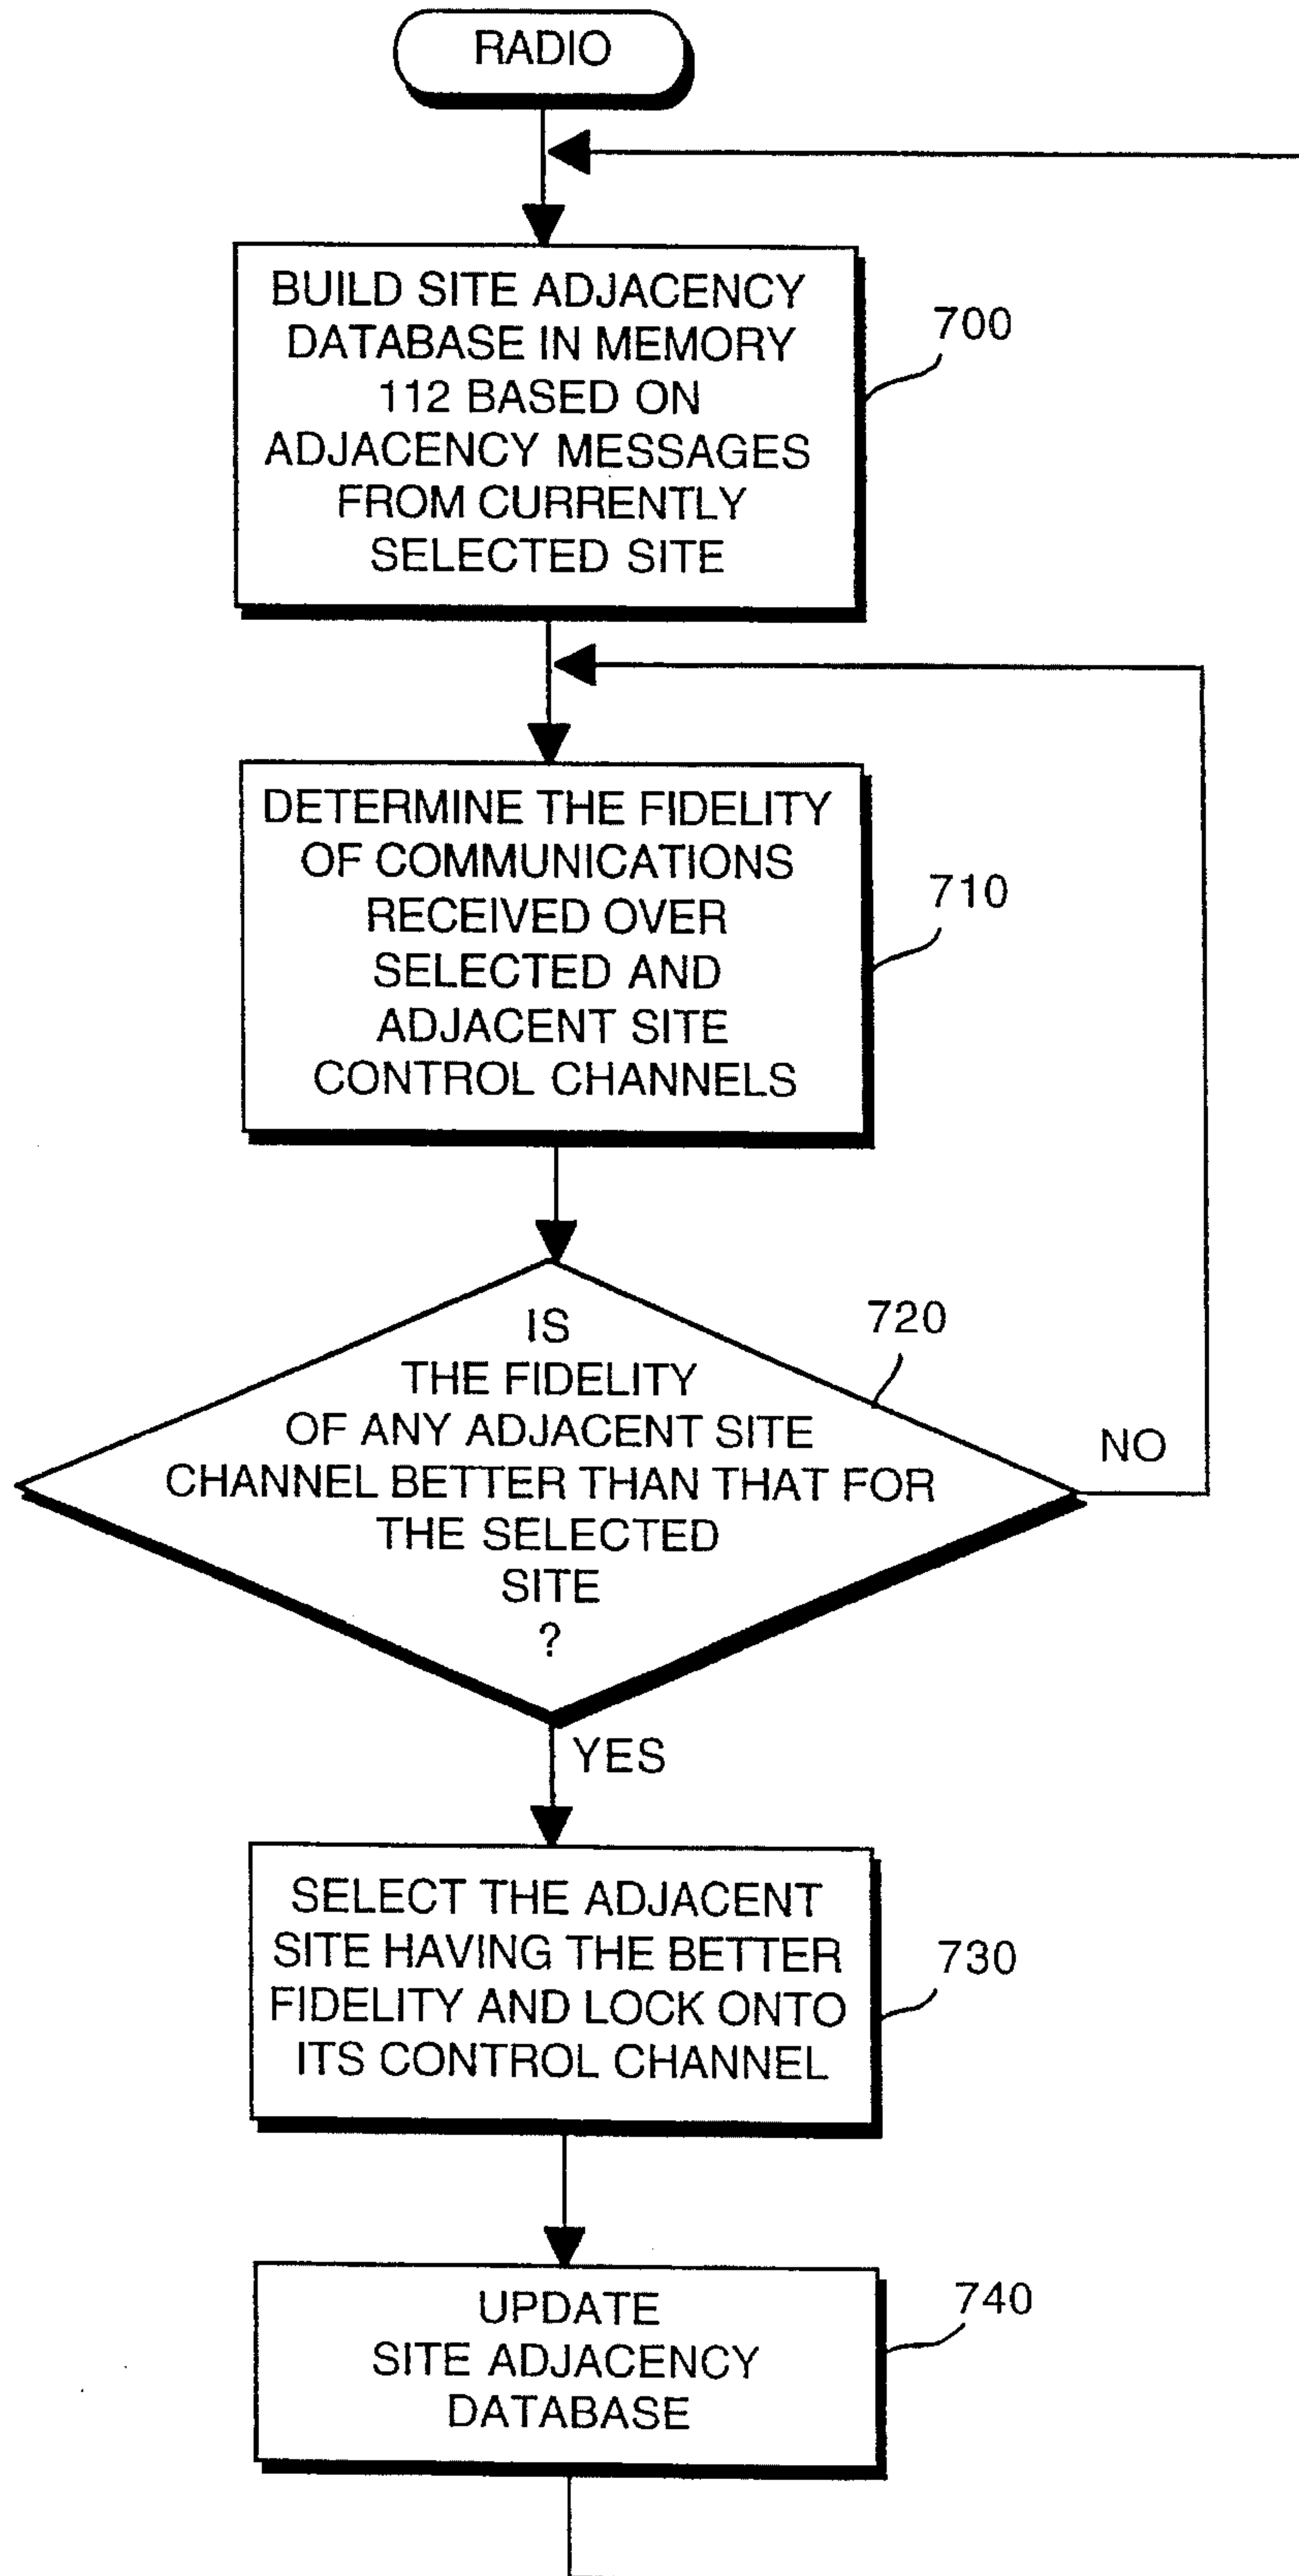 RADIO
BUILD SITE ADJACENCY
DATABASE IN MEMORY
112 BASED ON
ADJACENCY MESSAGES
FROM CURRENTLY
SELECTED SITE
700
DETERMINE THE FIDELITY
OF COMMUNICATIONS
RECEIVED OVER
SELECTED AND
ADJACENT SITE
CONTROL CHANNELS
710
IS
THE FIDELITY
OF ANY ADJACENT SITE
CHANNEL BETTER THAN THAT FOR
THE SELECTED
SITE
?
720
NO
YES
SELECT THE ADJACENT
SITE HAVING THE BETTER
FIDELITY AND LOCK ONTO
ITS CONTROL CHANNEL
730
UPDATE
SITE ADJACENCY
DATABASE
740